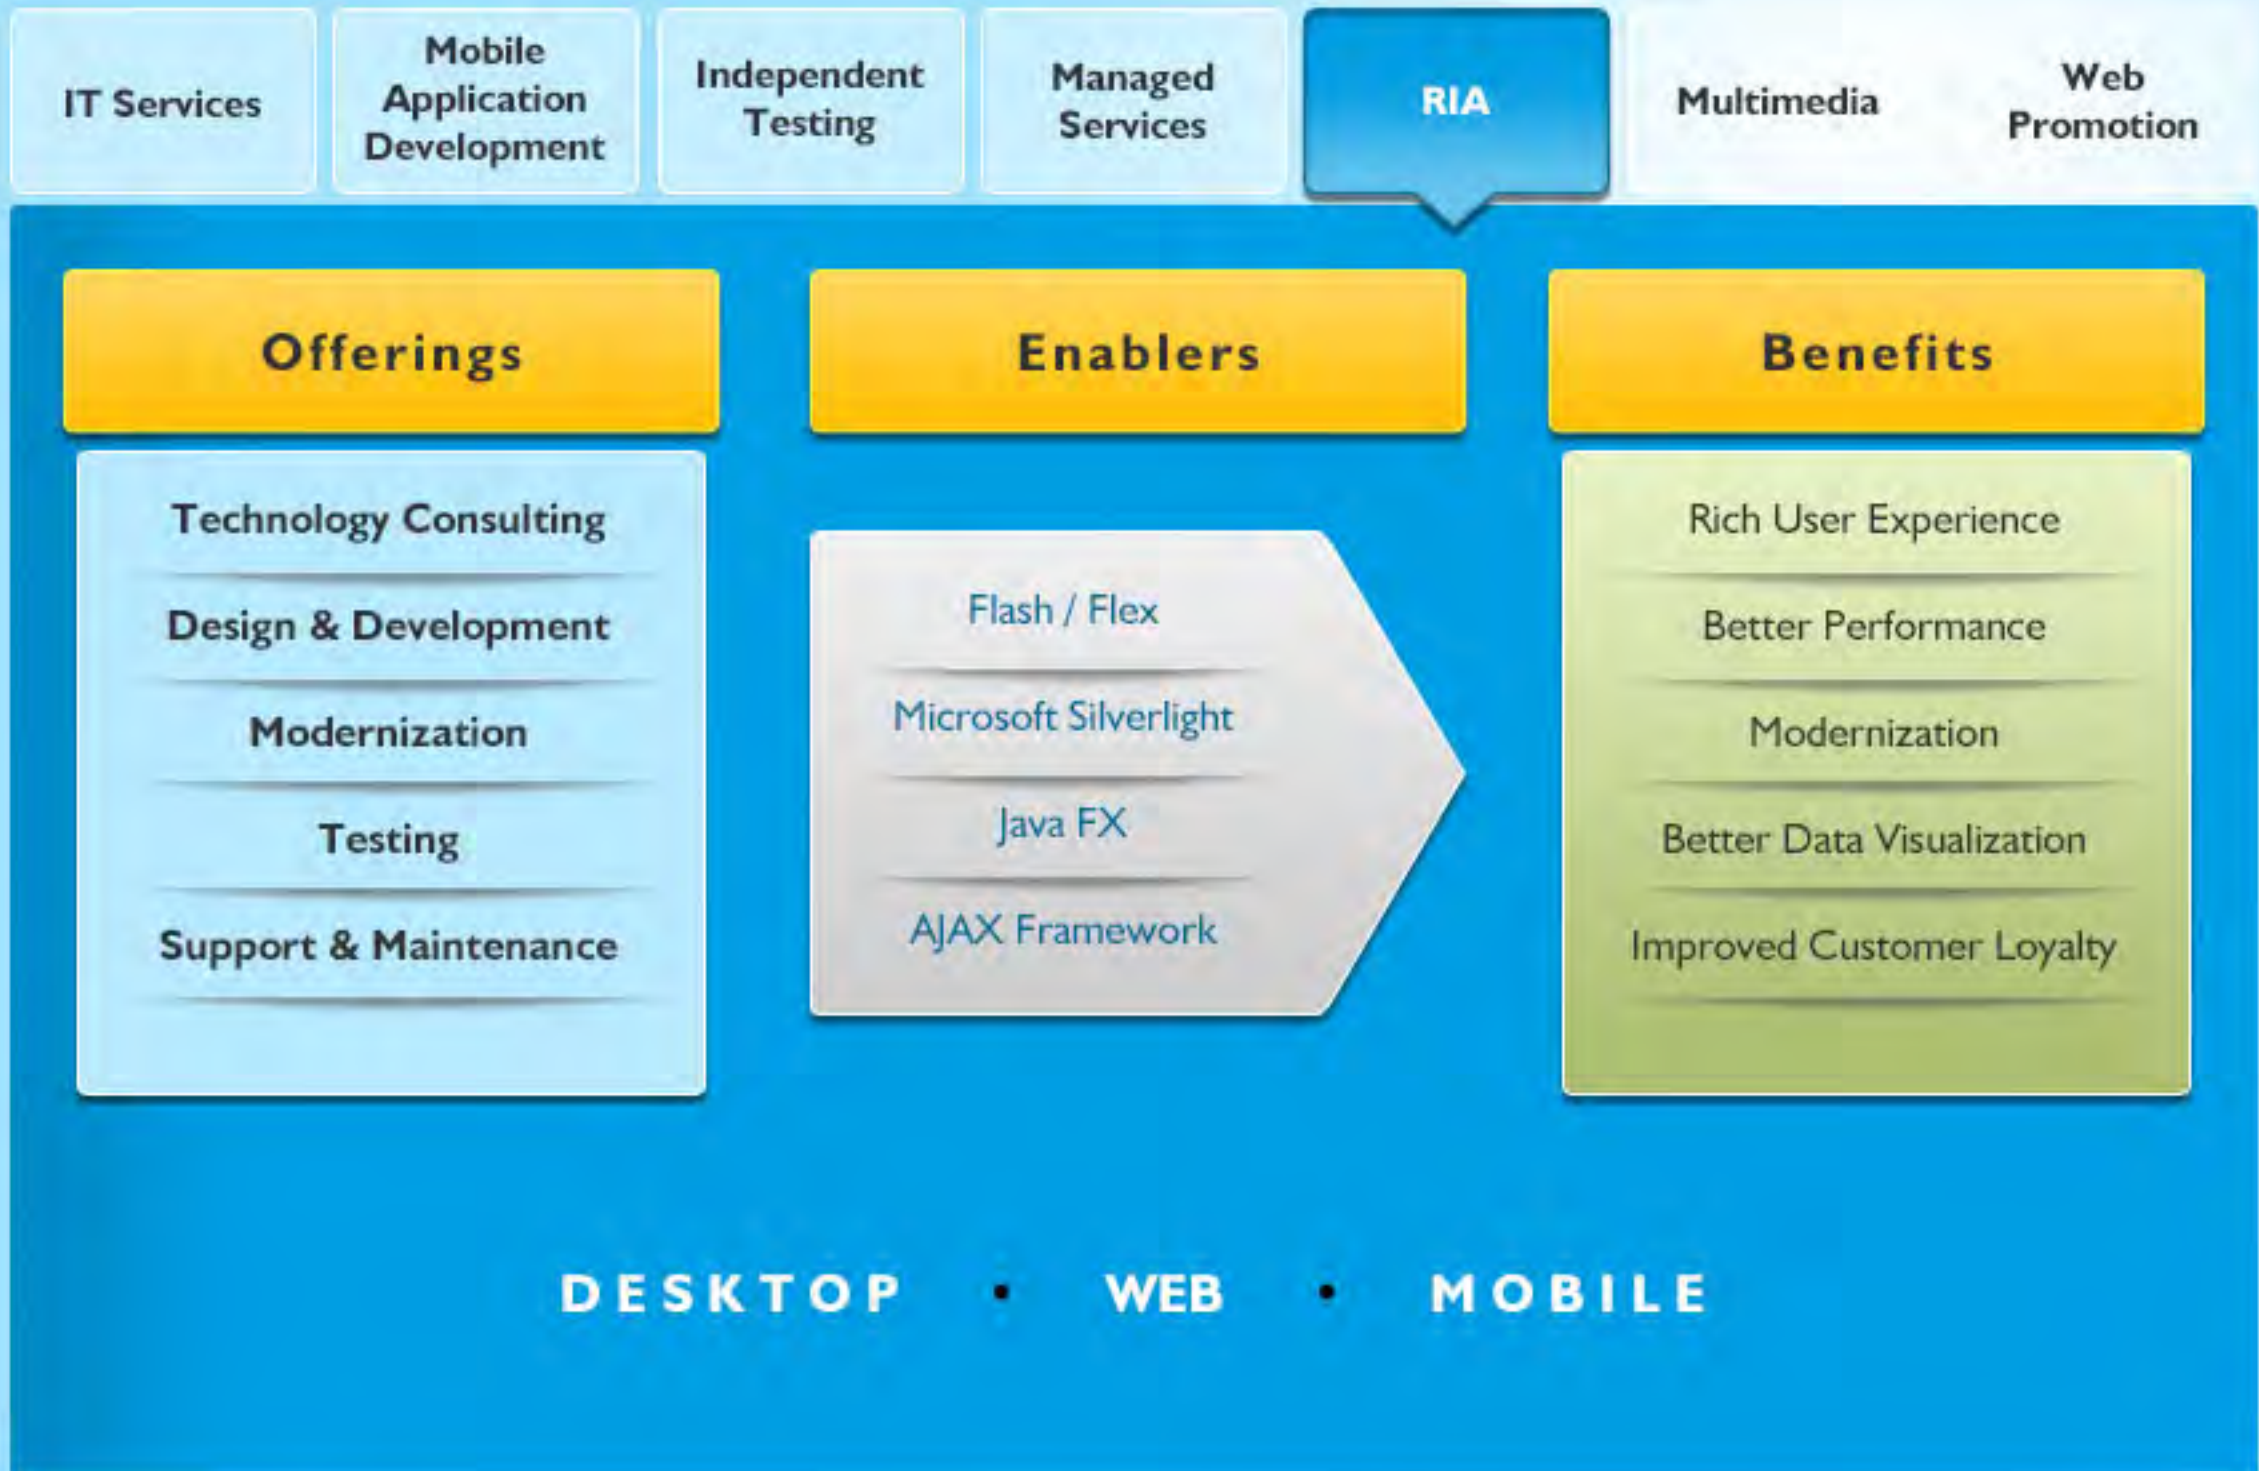 IT Services
Mobile
Application
Development
Independent
Testing
Managed
Services
RIA
Multimedia
Web
Promotion
Offerings
Technology Consulting
Design & Development
Modernization
Testing
Support & Maintenance
Enablers
Flash / Flex
Microsoft Silverlight
Java FX
AJAX Framework
Benefits
Rich User Experience
Better Performance
Modernization
Better Data Visualization
Improved Customer Loyalty
DESKTOP • WEB • MOBILE